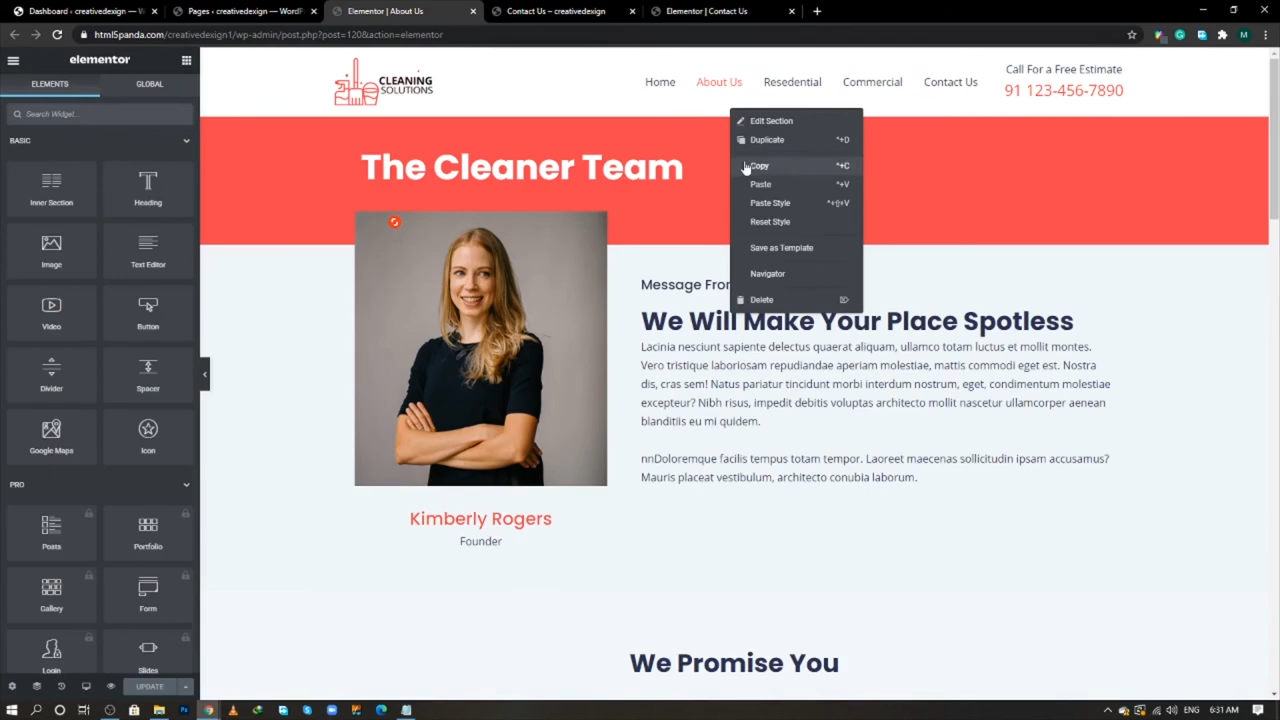 Dashboard ‹ creativedesign — W
Pages ‹ creativedesign — WordPr
Elementor | About Us
Contact Us – creativedesign
Elementor | Contact Us
html5panda.com/creativedesign1/wp-admin/post.php?post=120&action=elementor
M
elementor
ELEMENTS
GLOBAL
Search Widget...
BASIC
Inner Section
Heading
Image
Text Editor
Video
Button
Divider
Spacer
Google Maps
Icon
PRO
Posts
Portfolio
Gallery
Form
Login
Slides
UPDATE
CLEANING
SOLUTIONS
Home
About Us
Resedential
Commercial
Contact Us
Call For a Free Estimate
91 123-456-7890
The Cleaner Team
Edit Section
Duplicate ^+D
Copy ^+C
Paste ^+V
Paste Style ^+⇧+V
Reset Style
Save as Template
Navigator
Delete
Message From
We Will Make Your Place Spotless
Lacinia nesciunt sapiente delectus quaerat aliquam, ullamco totam luctus et mollit montes.
Vero tristique laboriosam repudiandae aperiam molestiae, mattis commodi eget est. Nostra
dis, cras sem! Natus pariatur tincidunt morbi interdum nostrum, eget, condimentum molestiae
excepteur? Nibh risus, impedit debitis voluptas architecto mollit nascetur ullamcorper aenean
blanditiis eu mi quidem.
nnDoloremque facilis tempus totam tempor. Laoreet maecenas sollicitudin ipsam accusamus?
Mauris placeat vestibulum, architecto conubia laborum.
Kimberly Rogers
Founder
We Promise You
ENG
6:31 AM